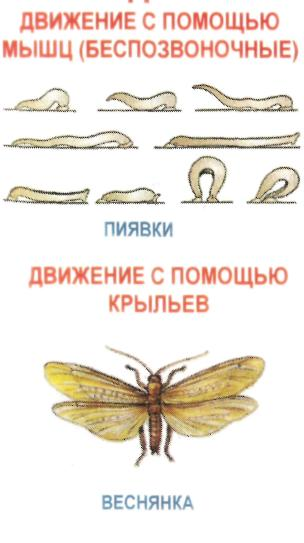 ДВИЖЕНИЕ С ПОМОЩЬЮ
МЫШЦ (БЕСПОЗВОНОЧНЫЕ)
ПИЯВКИ
ДВИЖЕНИЕ С ПОМОЩЬЮ
КРЫЛЬЕВ
ВЕСНЯНКА